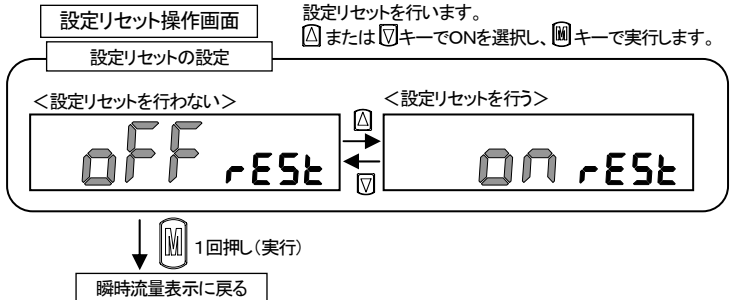 設定リセット操作画面
設定リセットを行います。
△ または ▽ キーでONを選択し、M キーで実行します。
設定リセットの設定
＜設定リセットを行わない＞
＜設定リセットを行う＞
oFF rESt
△
▽
on rESt
M 1回押し（実行）
瞬時流量表示に戻る